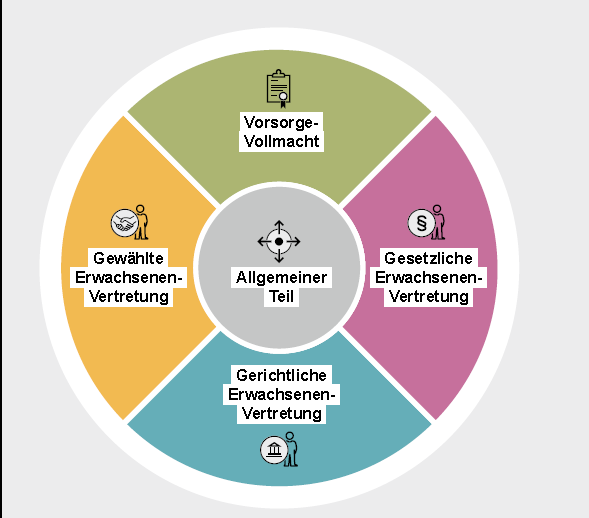 Vorsorge-
Vollmacht
Gewählte
Erwachsenen-
Vertretung
Allgemeiner
Teil
§
Gesetzliche
Erwachsenen-
Vertretung
Gerichtliche
Erwachsenen-
Vertretung